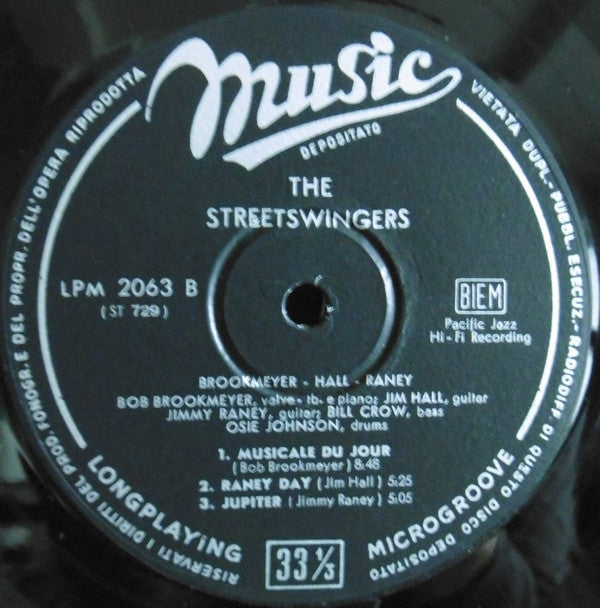 Music
DEPOSITATO
THE
STREETSWINGERS
LPM 2063 B
(ST 729)
BIEM
Pacific Jazz
Hi-Fi Recording
BROOKMEYER - HALL - RANEY
BOB BROOKMEYER, valve-tb. e piano; JIM HALL, guitar
JIMMY RANEY, guitar; BILL CROW, bass
OSIE JOHNSON, drums
1. MUSICALE DU JOUR
(Bob Brookmeyer) 8:48
2. RANEY DAY (Jim Hall) 5:25
3. JUPITER (Jimmy Raney) 5:05
LONGPLAYING
33 1/3
MICROGROOVE
RISERVATI I DIRITTI DEL PROD. FONOGR. E DEL PROPR. DELL'OPERA RIPRODOTTA
VIETATA DUPL.- PUBBL. ESECUZ.- RADIODIFF DI QUESTO DISCO DEPOSITATO